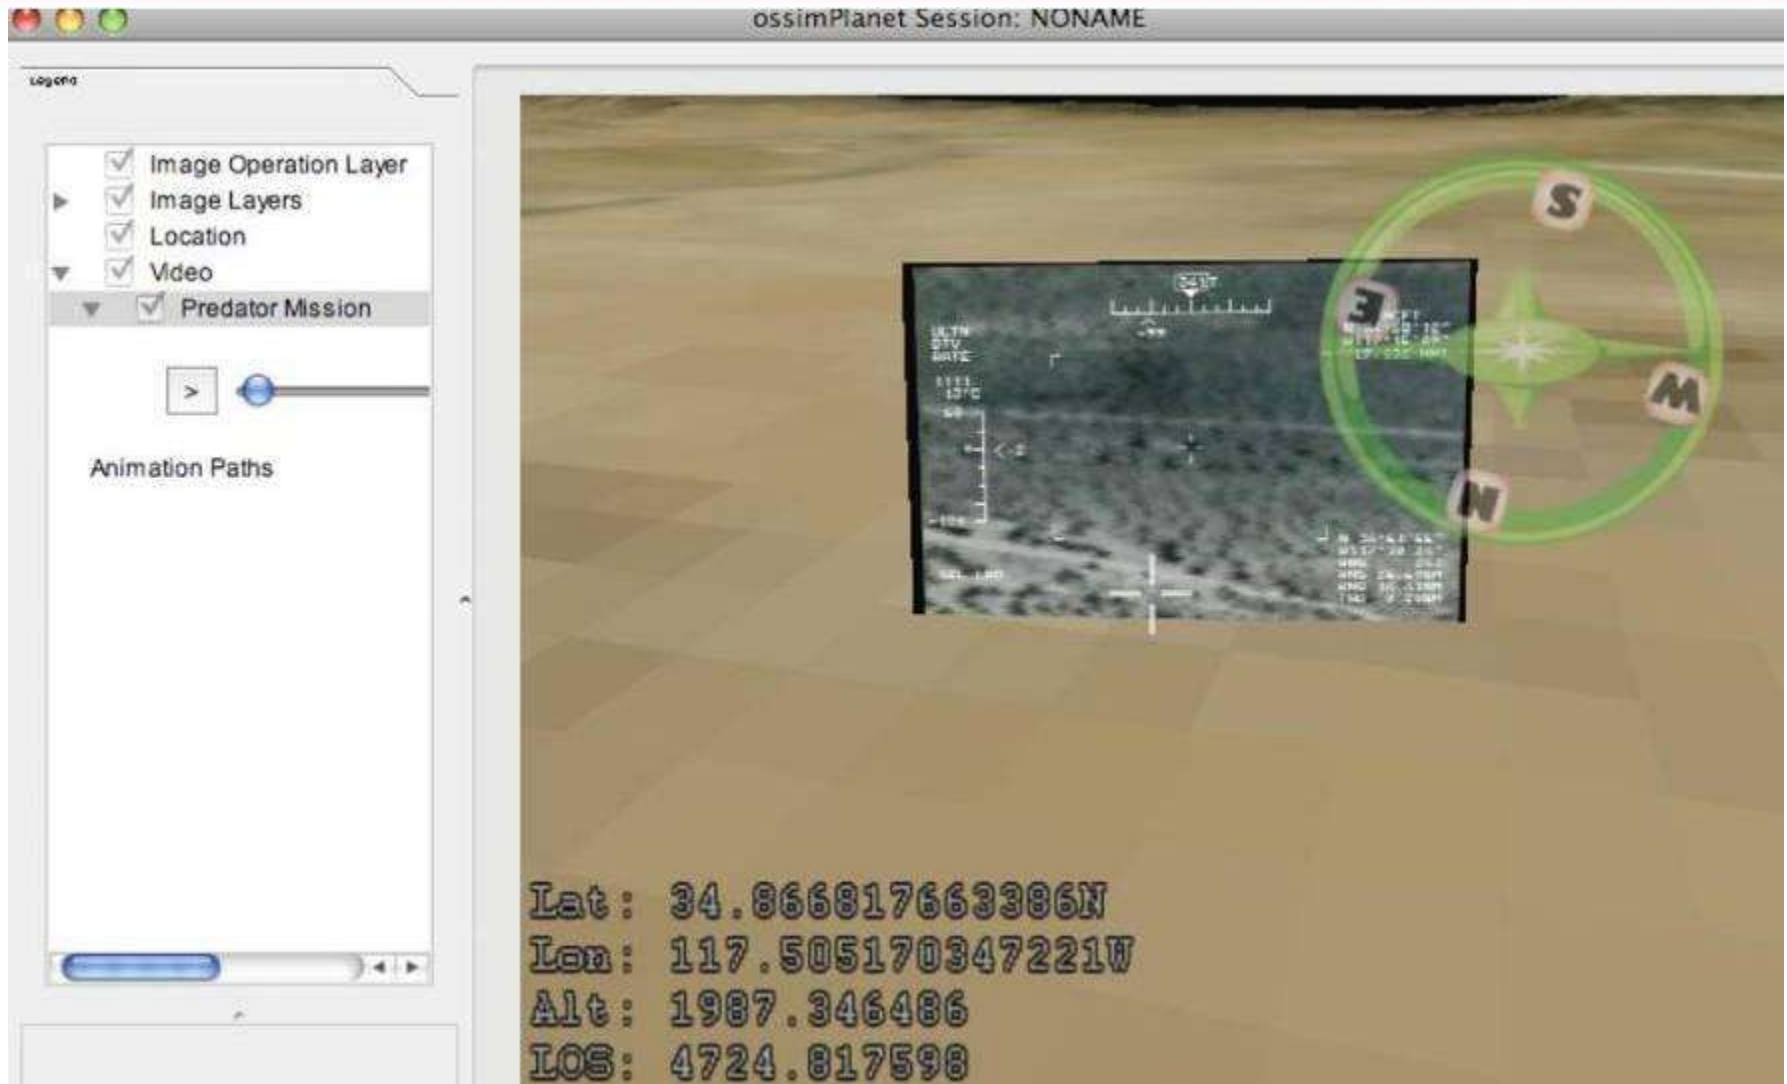 ossimPlanet Session: NONAME
Legend
Image Operation Layer
Image Layers
Location
Video
Predator Mission
>
Animation Paths
S
E
W
N
RATE
Lat: 34.866817663386N
Lon: 117.505170347221W
Alt: 1987.346486
LOS: 4724.817598